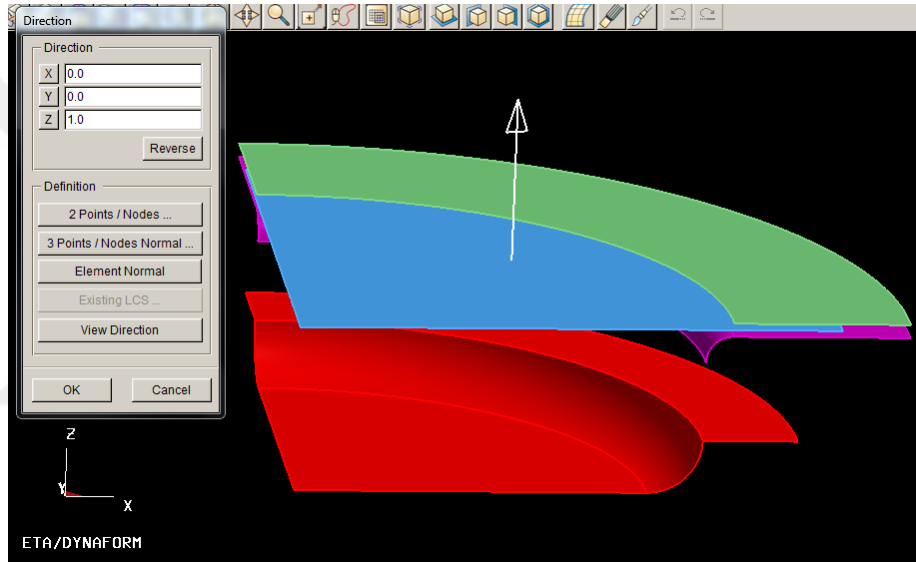 Direction
Direction
X 0.0
Y 0.0
Z 1.0
Reverse
Definition
2 Points / Nodes ...
3 Points / Nodes Normal ...
Element Normal
Existing LCS ...
View Direction
OK Cancel
Z
Y
X
ETA/DYNAFORM